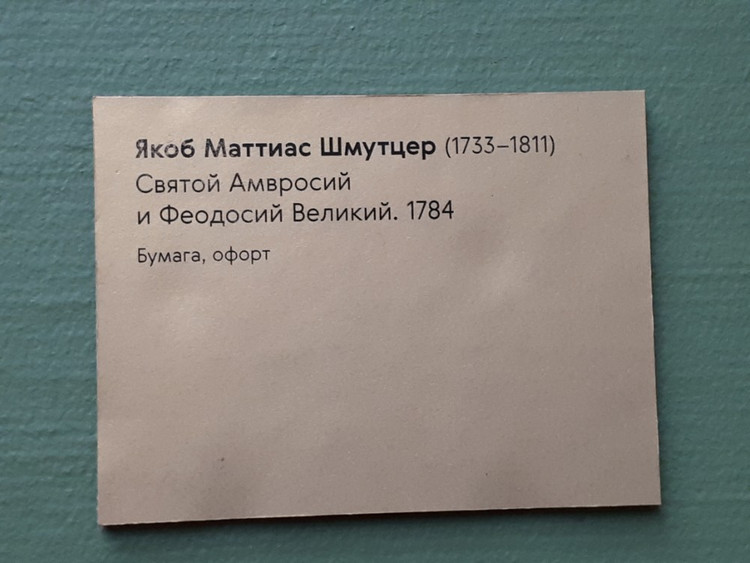 Якоб Маттиас Шмутцер (1733–1811)
Святой Амвросий
и Феодосий Великий. 1784
Бумага, офорт